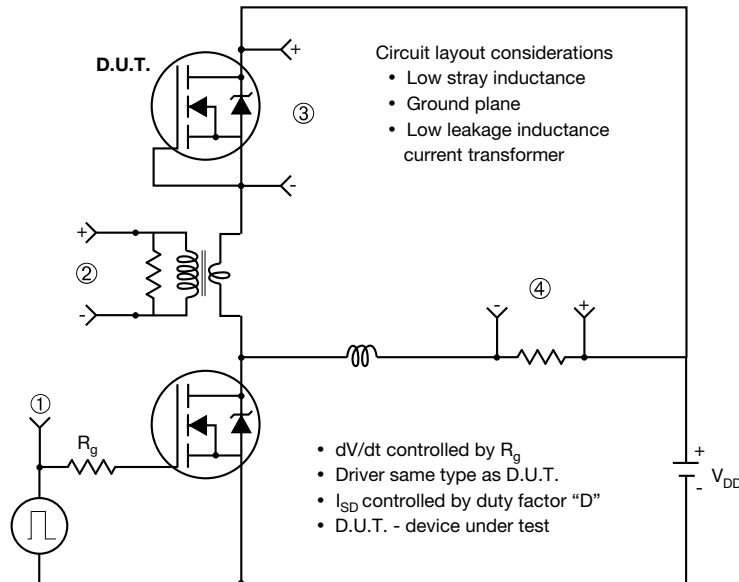 D.U.T.
+
③
-
Circuit layout considerations
• Low stray inductance
• Ground plane
• Low leakage inductance
current transformer
+
②
-
-
④
+
①
Rg
• dV/dt controlled by Rg
• Driver same type as D.U.T.
• ISD controlled by duty factor “D”
• D.U.T. - device under test
+
-
VDD